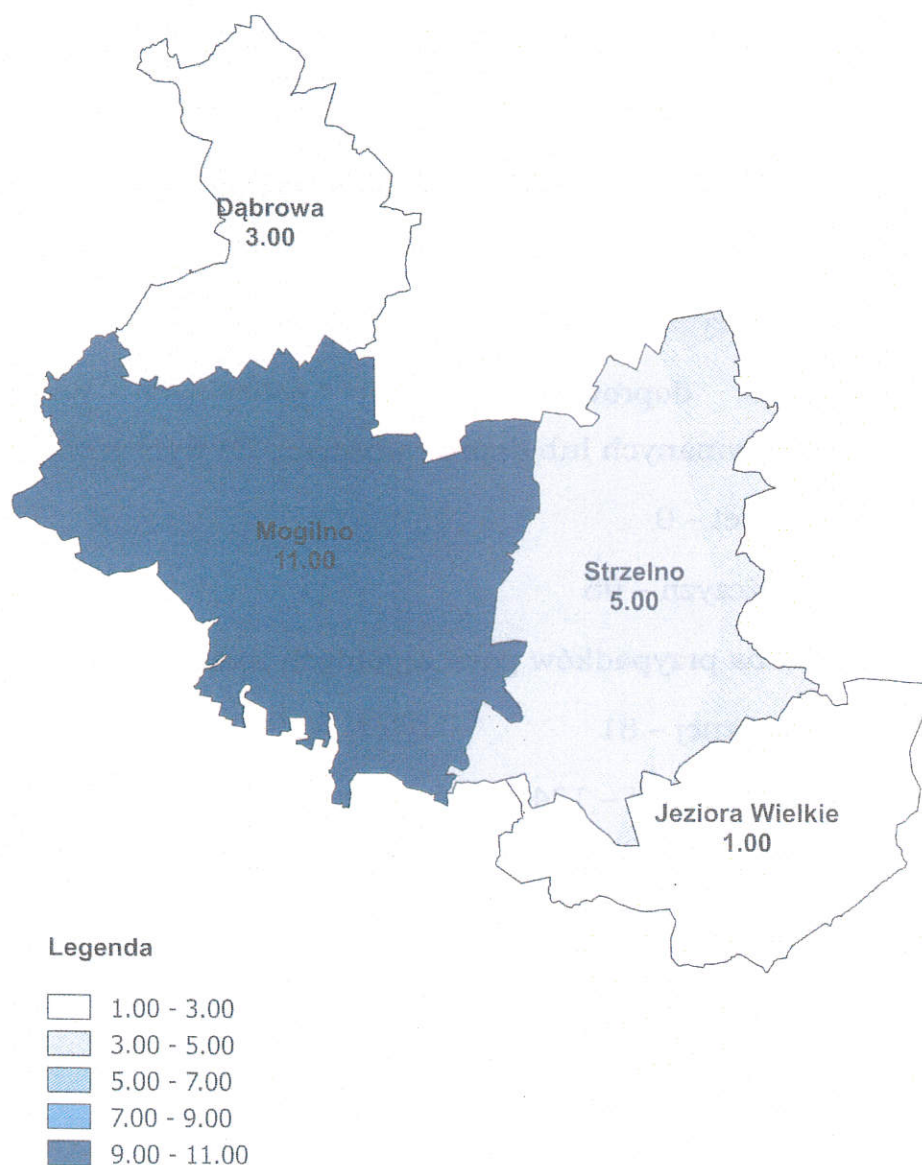 Dąbrowa
3.00
Mogilno
11.00
Strzelno
5.00
Jeziora Wielkie
1.00
Legenda
1.00 - 3.00
3.00 - 5.00
5.00 - 7.00
7.00 - 9.00
9.00 - 11.00